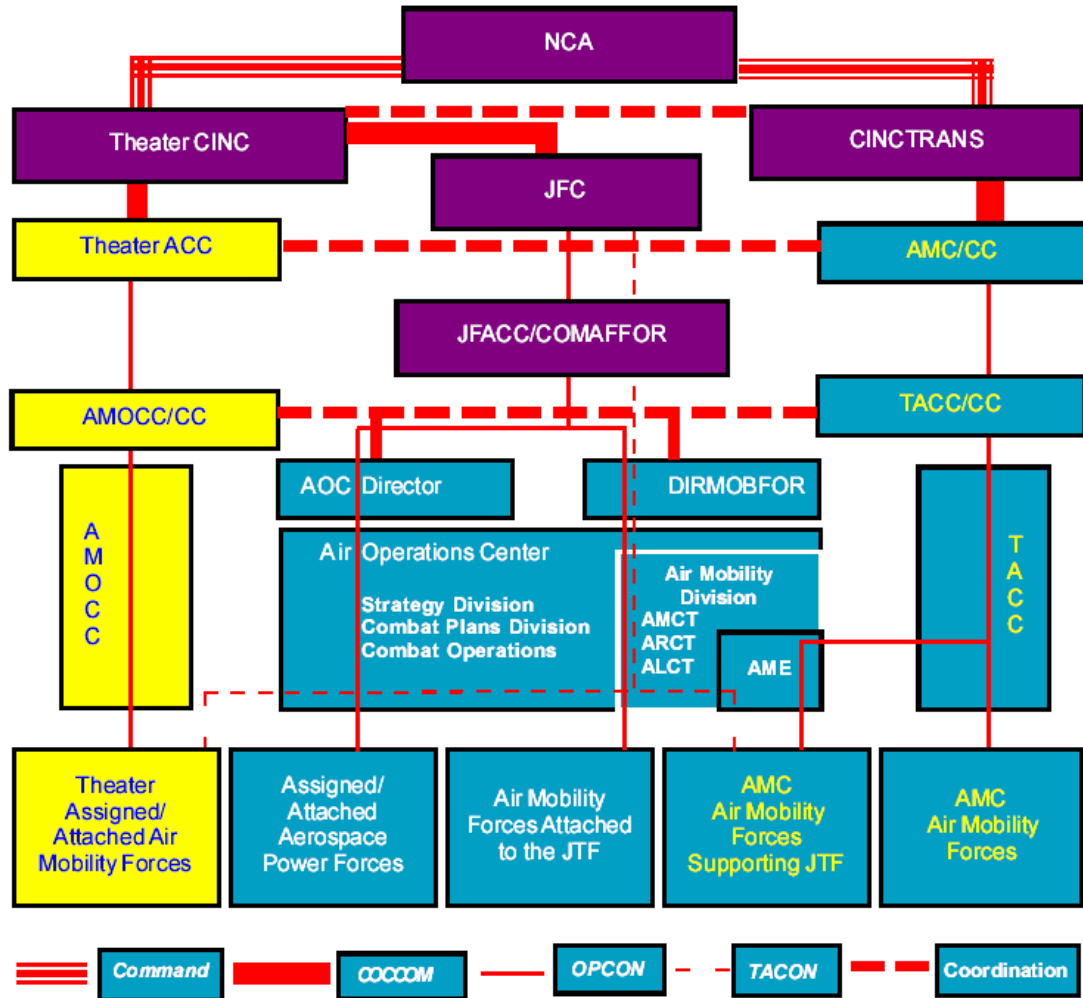 NCA
Theater CINC
CINCTRANS
JFC
Theater ACC
AMC/CC
JFACC/COMAFFOR
AMOCC/CC
TACC/CC
AOC Director
DIRMOBFOR
A
M
O
C
C
Air Operations Center
Strategy Division
Combat Plans Division
Combat Operations
Air Mobility
Division
AMCT
ARCT
ALCT
AME
T
A
C
C
Theater
Assigned/
Attached Air
Mobility Forces
Assigned/
Attached
Aerospace
Power Forces
Air Mobility
Forces Attached
to the JTF
AMC
Air Mobility
Forces
Supporting JTF
AMC
Air Mobility
Forces
Command
COCCOM
OPCON
TACON
Coordination